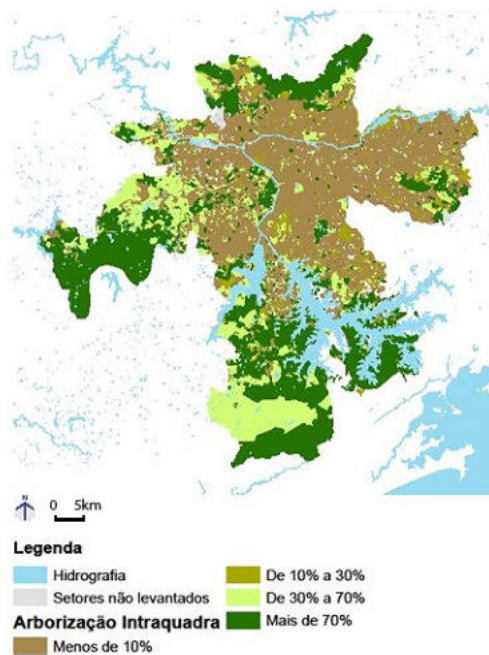 N
0 5km
Legenda
Hidrografia
Setores não levantados
Arborização Intraquadra
Menos de 10%
De 10% a 30%
De 30% a 70%
Mais de 70%